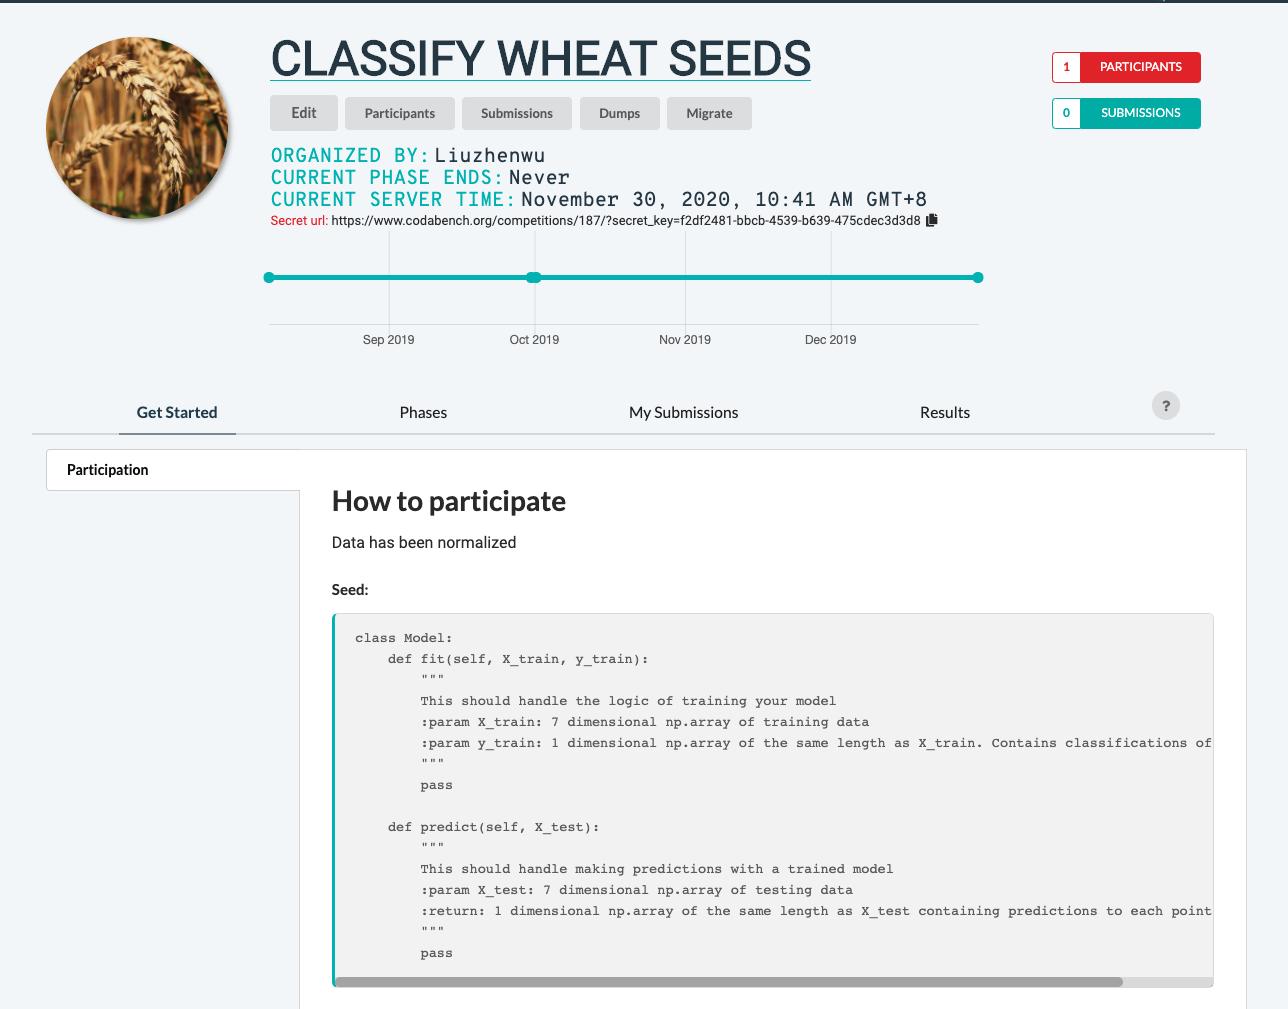 CLASSIFY WHEAT SEEDS
1 PARTICIPANTS
0 SUBMISSIONS
Edit Participants Submissions Dumps Migrate
ORGANIZED BY: Liuzhenwu
CURRENT PHASE ENDS: Never
CURRENT SERVER TIME: November 30, 2020, 10:41 AM GMT+8
Secret url: https://www.codabench.org/competitions/187/?secret_key=f2df2481-bbcb-4539-b639-475cdec3d3d8
Sep 2019 Oct 2019 Nov 2019 Dec 2019
Get Started Phases My Submissions Results ?
Participation
How to participate
Data has been normalized
Seed:
class Model:
    def fit(self, X_train, y_train):
        """
        This should handle the logic of training your model
        :param X_train: 7 dimensional np.array of training data
        :param y_train: 1 dimensional np.array of the same length as X_train. Contains classifications of
        """
        pass
    def predict(self, X_test):
        """
        This should handle making predictions with a trained model
        :param X_test: 7 dimensional np.array of testing data
        :return: 1 dimensional np.array of the same length as X_test containing predictions to each point
        """
        pass